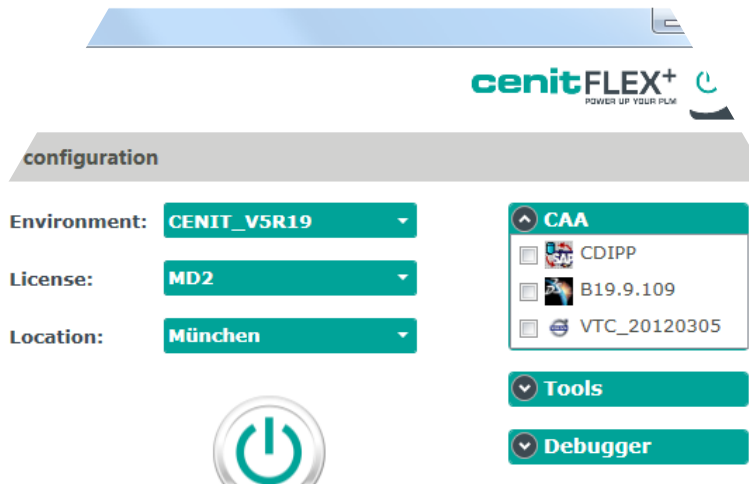 cenitFLEX+
POWER UP YOUR PLM
configuration
Environment: CENIT_V5R19
License: MD2
Location: München
CAA
CDIPP
B19.9.109
VTC_20120305
Tools
Debugger